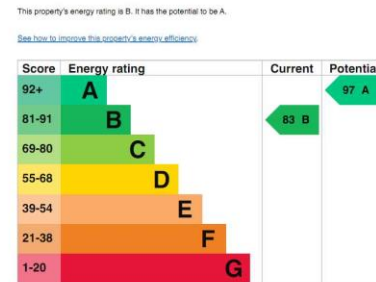 This property's energy rating is B. It has the potential to be A.
See how to improve this property's energy efficiency.
Score Energy rating Current Potentia
92+ A 97 A
81-91 B 83 B
69-80 C
55-68 D
39-54 E
21-38 F
1-20 G